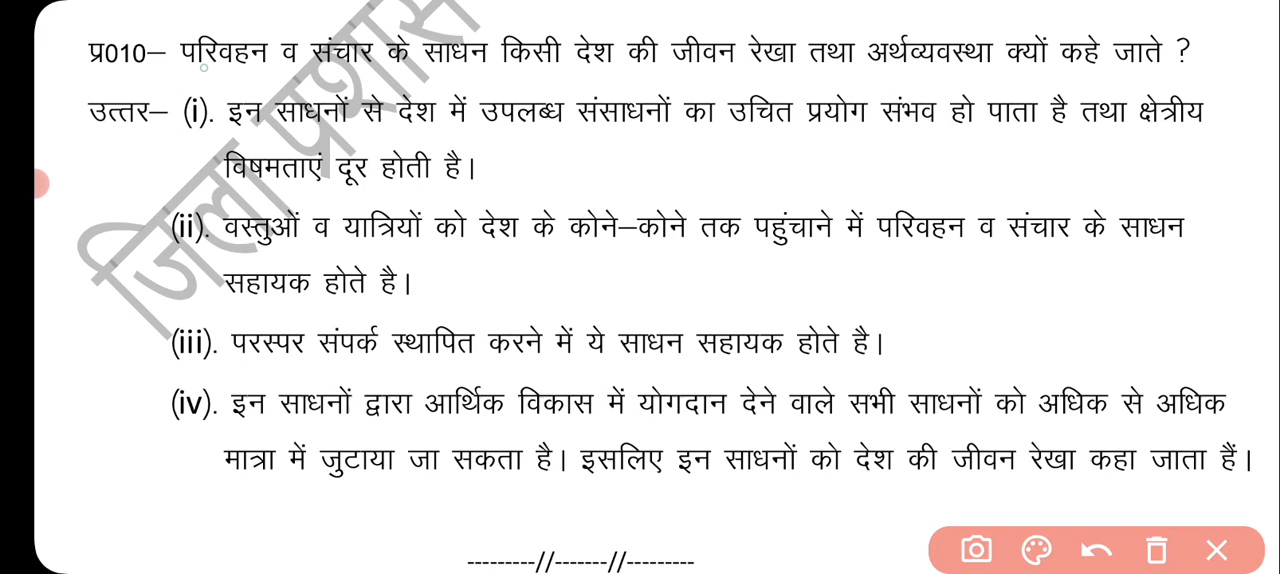 प्र010– परिवहन व संचार के साधन किसी देश की जीवन रेखा तथा अर्थव्यवस्था क्यों कहे जाते ?
उत्तर– (i). इन साधनों से देश में उपलब्ध संसाधनों का उचित प्रयोग संभव हो पाता है तथा क्षेत्रीय
विषमताएं दूर होती है।
(ii). वस्तुओं व यात्रियों को देश के कोने–कोने तक पहुंचाने में परिवहन व संचार के साधन
सहायक होते है।
(iii). परस्पर संपर्क स्थापित करने में ये साधन सहायक होते है।
(iv). इन साधनों द्वारा आर्थिक विकास में योगदान देने वाले सभी साधनों को अधिक से अधिक
मात्रा में जुटाया जा सकता है। इसलिए इन साधनों को देश की जीवन रेखा कहा जाता हैं।
---------//-------//---------
जिला